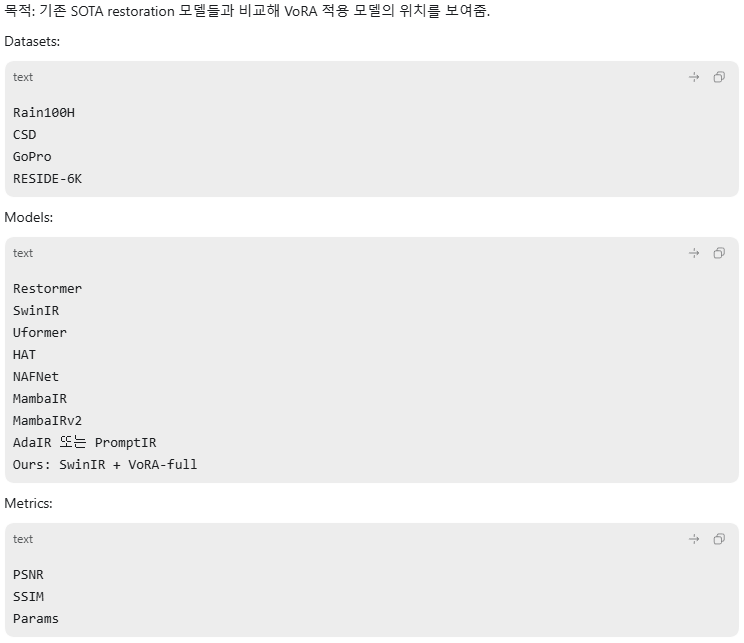 목적: 기존 SOTA restoration 모델들과 비교해 VoRA 적용 모델의 위치를 보여줌.
Datasets:
text
Rain100H
CSD
GoPro
RESIDE-6K
Models:
text
Restormer
SwinIR
Uformer
HAT
NAFNet
MambaIR
MambaIRv2
AdaIR 또는 PromptIR
Ours: SwinIR + VoRA-full
Metrics:
text
PSNR
SSIM
Params